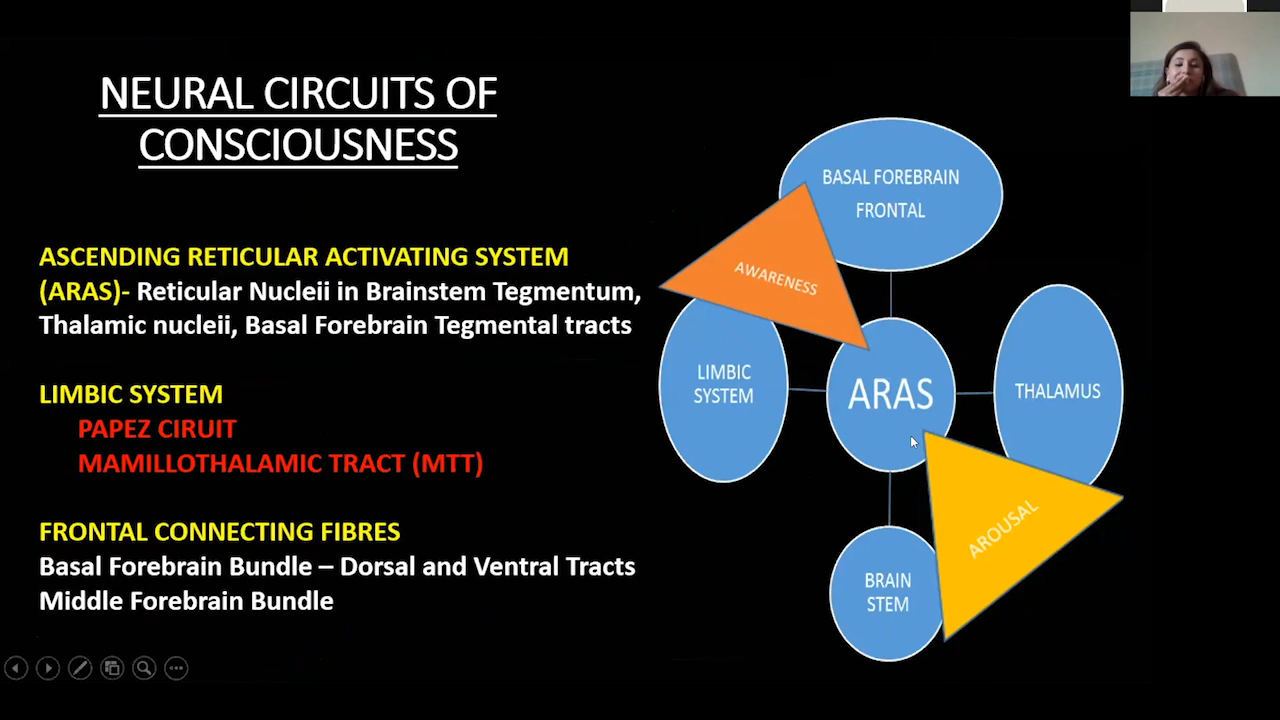 NEURAL CIRCUITS OF
CONSCIOUSNESS
ASCENDING RETICULAR ACTIVATING SYSTEM
(ARAS)- Reticular Nucleii in Brainstem Tegmentum,
Thalamic nucleii, Basal Forebrain Tegmental tracts
LIMBIC SYSTEM
PAPEZ CIRUIT
MAMILLOTHALAMIC TRACT (MTT)
FRONTAL CONNECTING FIBRES
Basal Forebrain Bundle – Dorsal and Ventral Tracts
Middle Forebrain Bundle
BASAL FOREBRAIN
FRONTAL
AWARENESS
LIMBIC
SYSTEM
ARAS
THALAMUS
AROUSAL
BRAIN
STEM